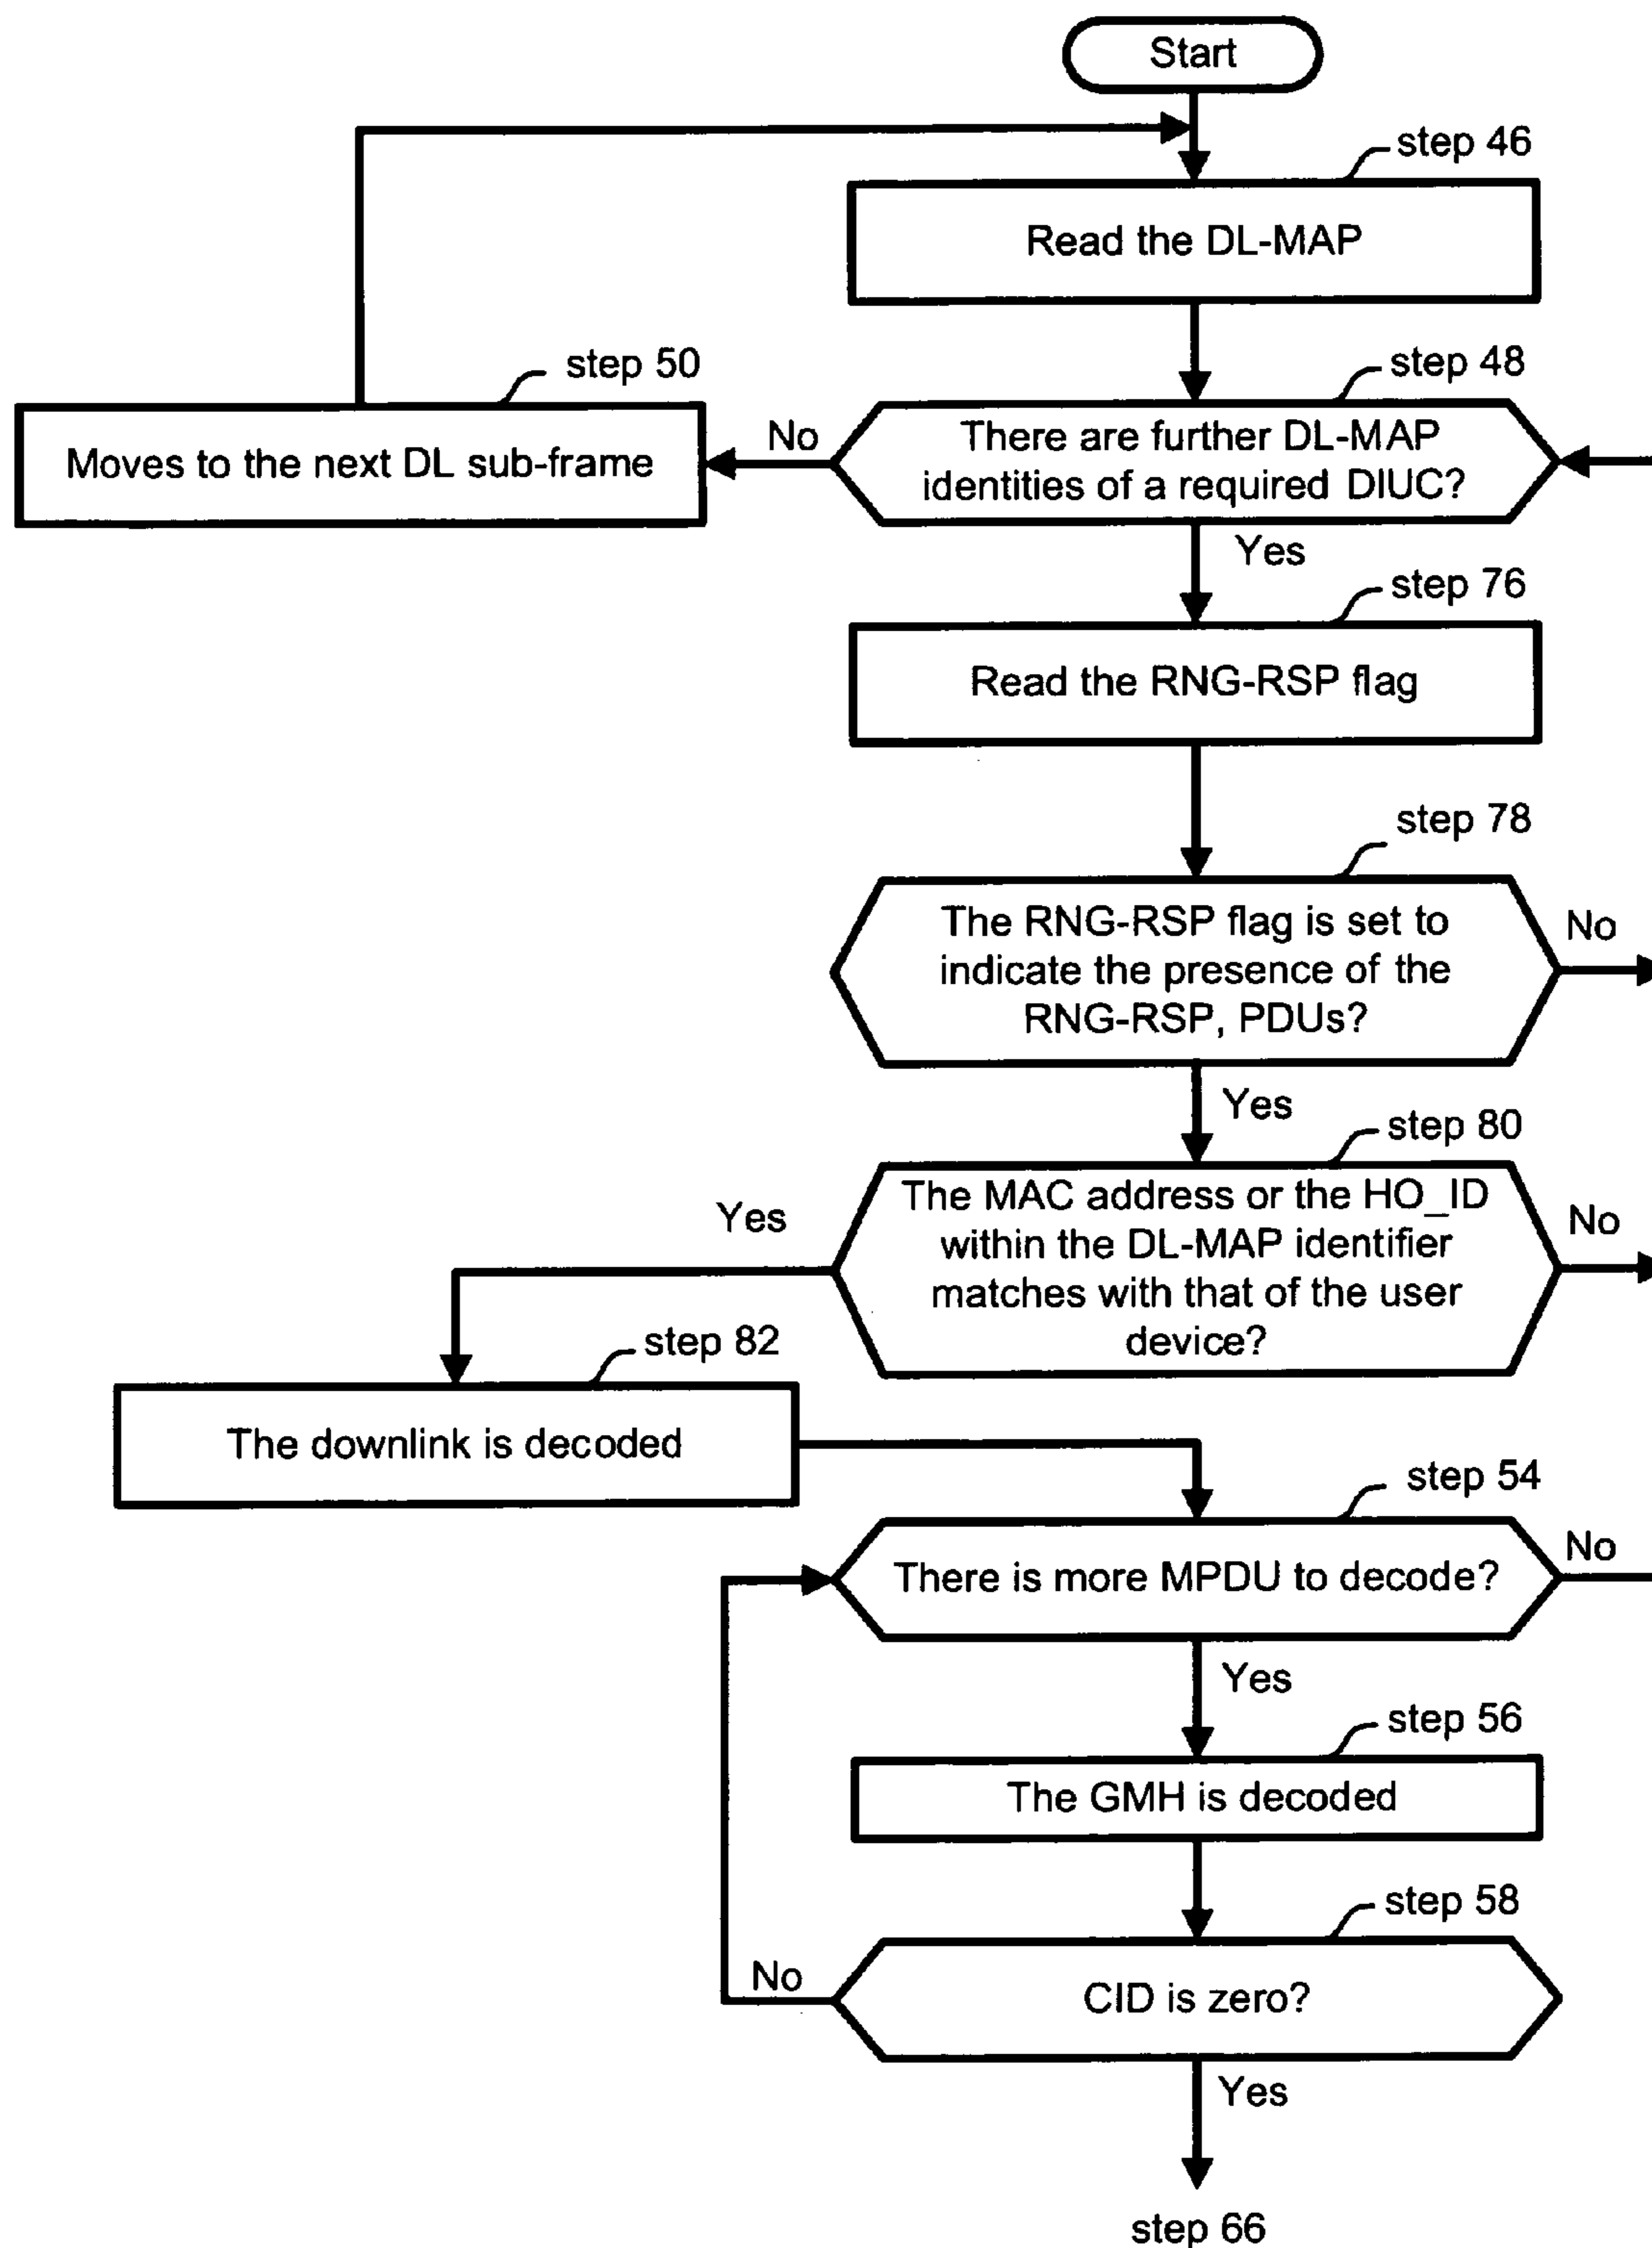 Start
step 46
Read the DL-MAP
step 50
step 48
Moves to the next DL sub-frame
No
There are further DL-MAP
identities of a required DIUC?
Yes
step 76
Read the RNG-RSP flag
step 78
The RNG-RSP flag is set to
indicate the presence of the
RNG-RSP, PDUs?
No
Yes
step 80
The MAC address or the HO_ID
within the DL-MAP identifier
matches with that of the user
device?
Yes
No
step 82
The downlink is decoded
step 54
There is more MPDU to decode?
No
Yes
step 56
The GMH is decoded
step 58
CID is zero?
No
Yes
step 66